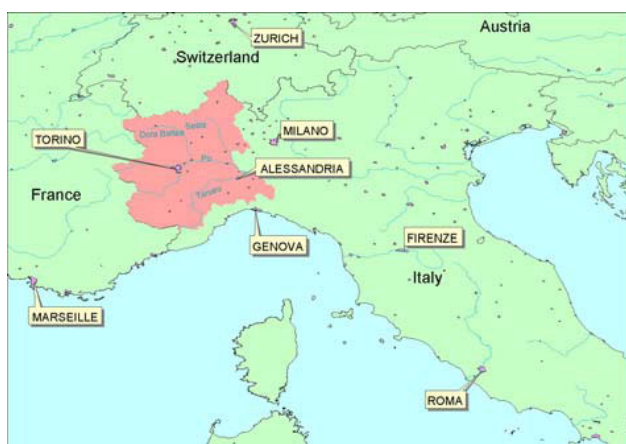 Austria
ZURICH
Switzerland
Dora Baltea
Sesia
MILANO
TORINO
Po
ALESSANDRIA
France
Tanaro
GENOVA
FIRENZE
Italy
MARSEILLE
ROMA